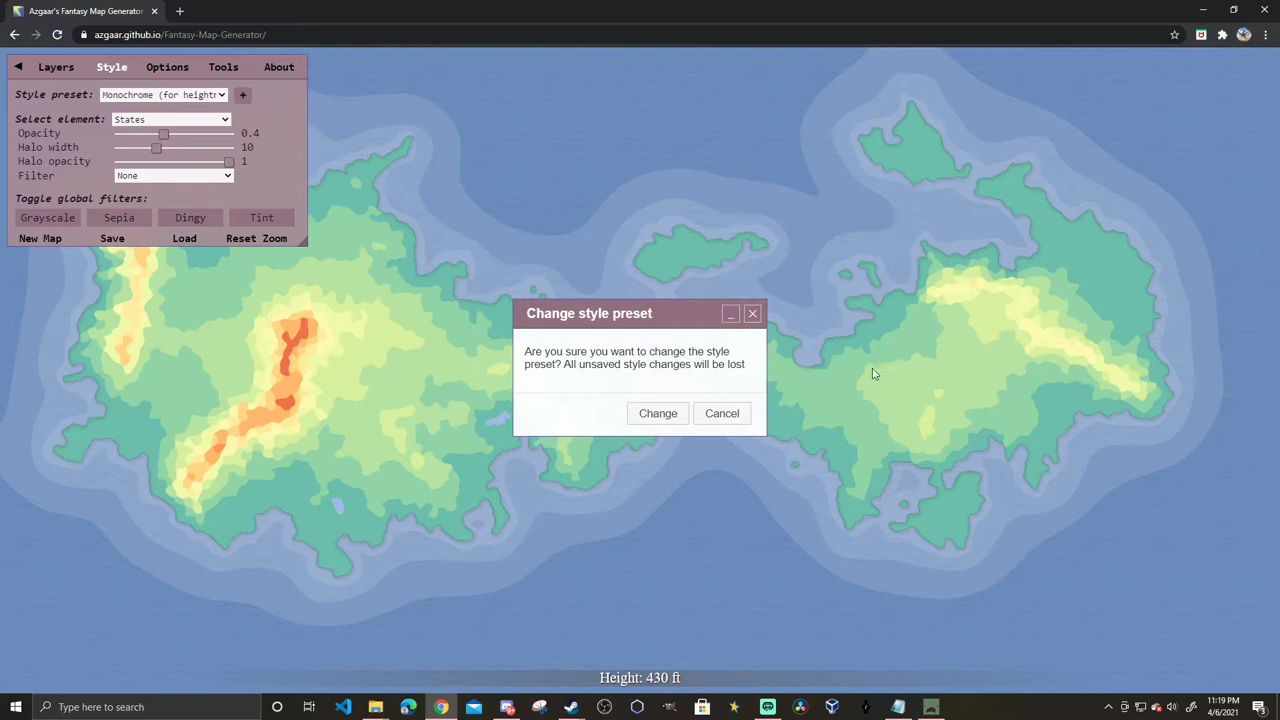 Azgaar's Fantasy Map Generator
azgaar.github.io/Fantasy-Map-Generator/
Layers Style Options Tools About
Style preset: Monochrome (for heightm +
Select element: States
Opacity 0.4
Halo width 10
Halo opacity 1
Filter None
Toggle global filters:
Grayscale Sepia Dingy Tint
New Map Save Load Reset Zoom
Change style preset
Are you sure you want to change the style
preset? All unsaved style changes will be lost
Change Cancel
Height: 430 ft
Type here to search
11:19 PM
4/6/2021